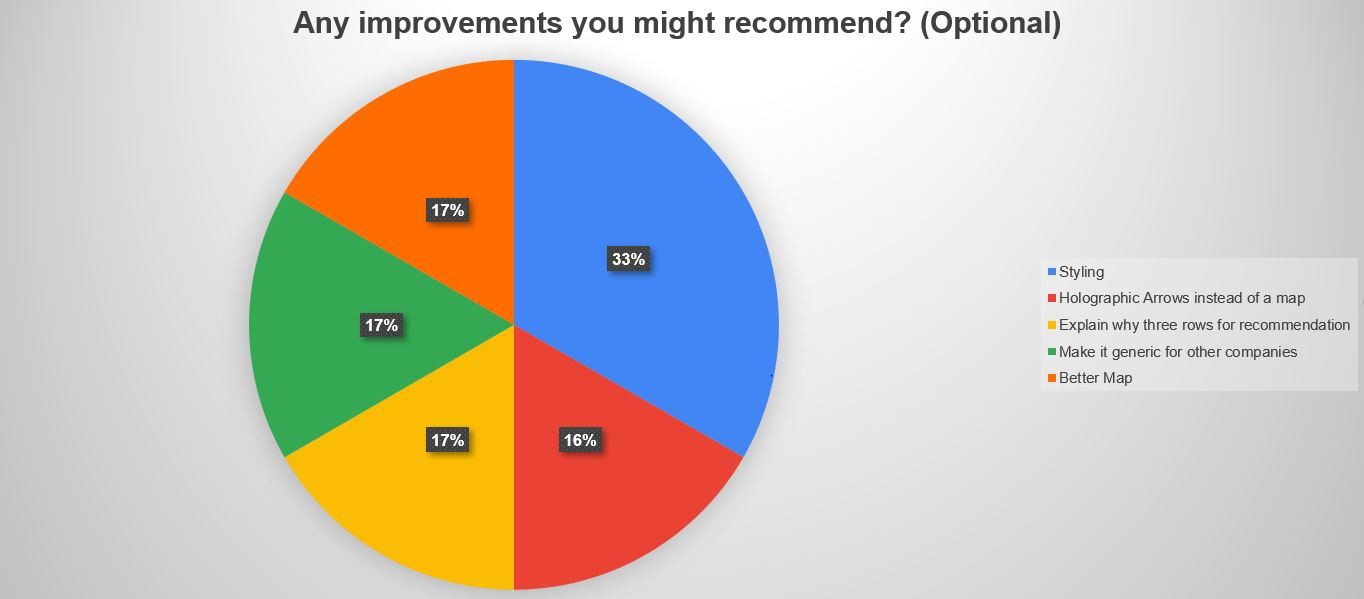 Any improvements you might recommend? (Optional)
17%
33%
17%
17%
16%
Styling
Holographic Arrows instead of a map
Explain why three rows for recommendation
Make it generic for other companies
Better Map